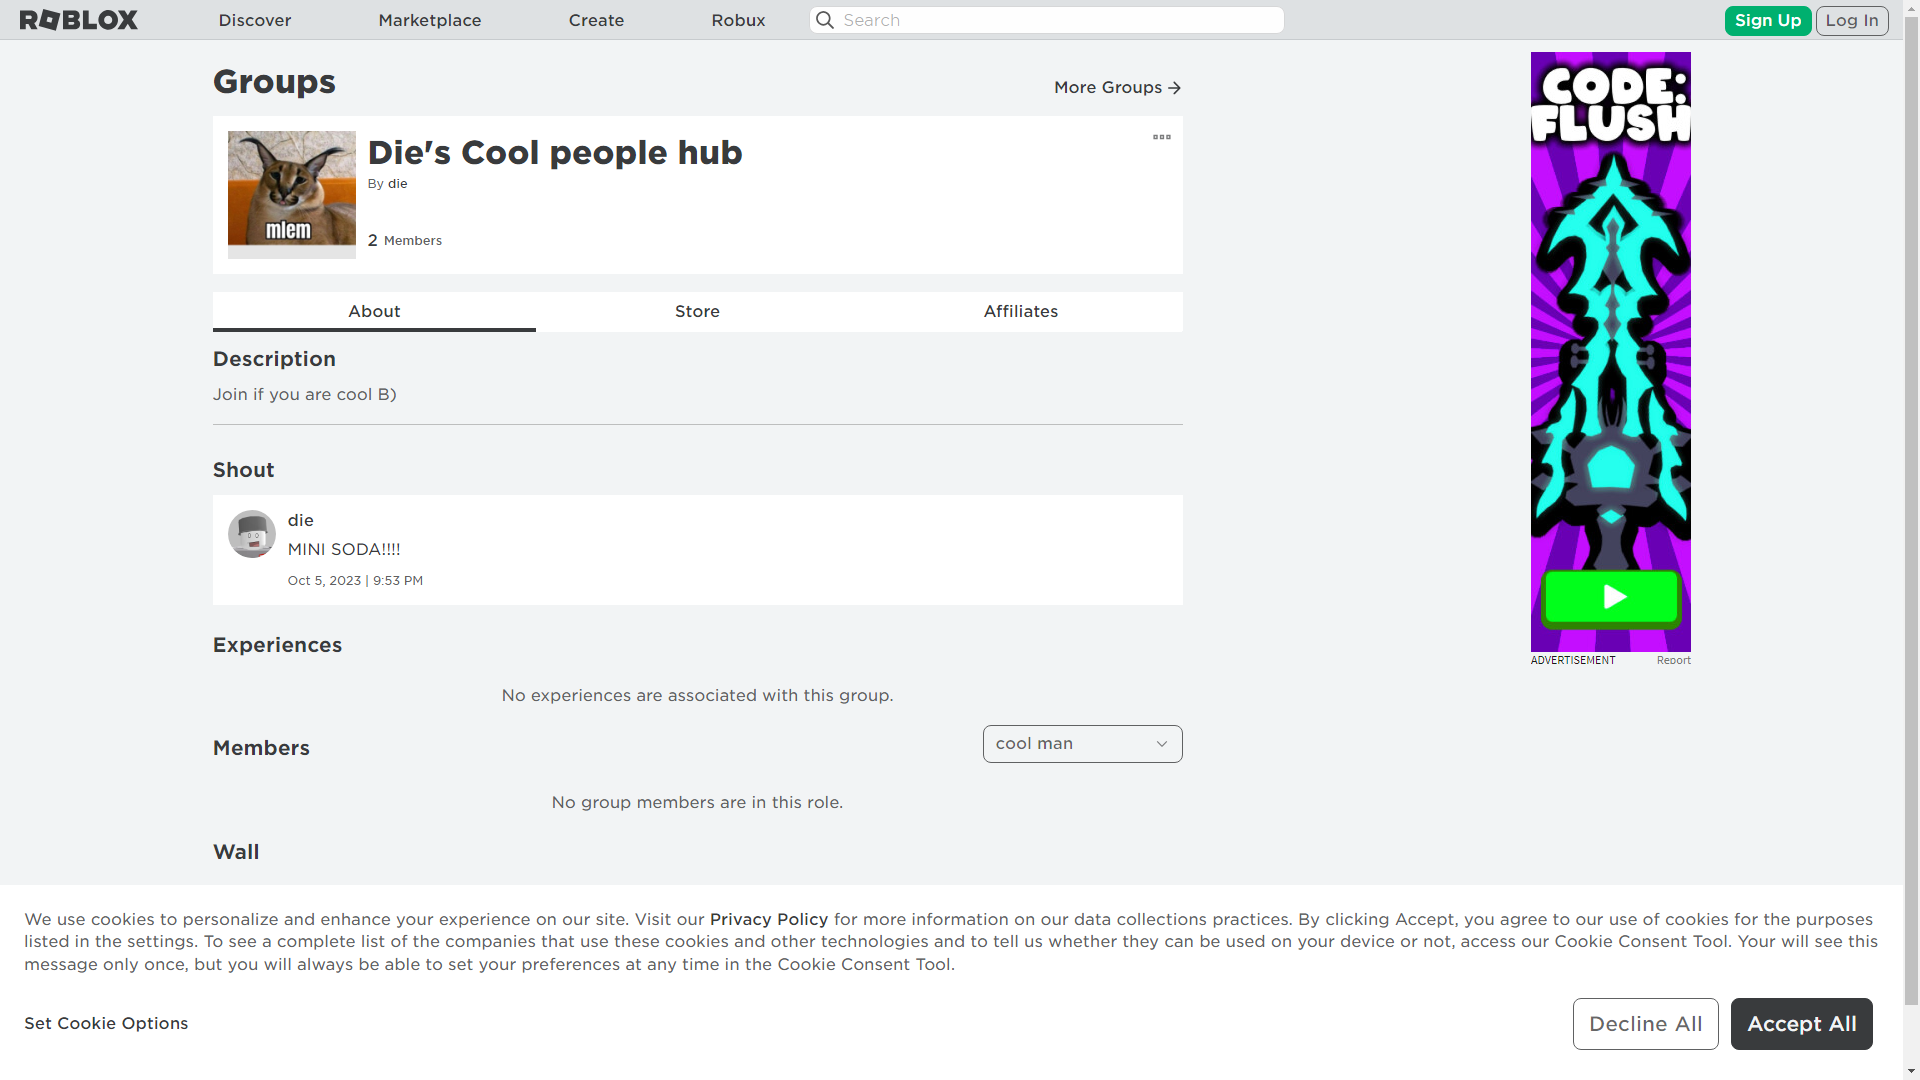 ROBLOX
Discover
Marketplace
Create
Robux
Search
Sign Up
Log In
Groups
More Groups
mlem
Die's Cool people hub
By die
2 Members
About
Store
Affiliates
Description
Join if you are cool B)
Shout
die
MINI SODA!!!!
Oct 5, 2023 | 9:53 PM
Experiences
No experiences are associated with this group.
Members
cool man
No group members are in this role.
Wall
CODE:
FLUSH
ADVERTISEMENT
Report
We use cookies to personalize and enhance your experience on our site. Visit our Privacy Policy for more information on our data collections practices. By clicking Accept, you agree to our use of cookies for the purposes
listed in the settings. To see a complete list of the companies that use these cookies and other technologies and to tell us whether they can be used on your device or not, access our Cookie Consent Tool. Your will see this
message only once, but you will always be able to set your preferences at any time in the Cookie Consent Tool.
Set Cookie Options
Decline All
Accept All